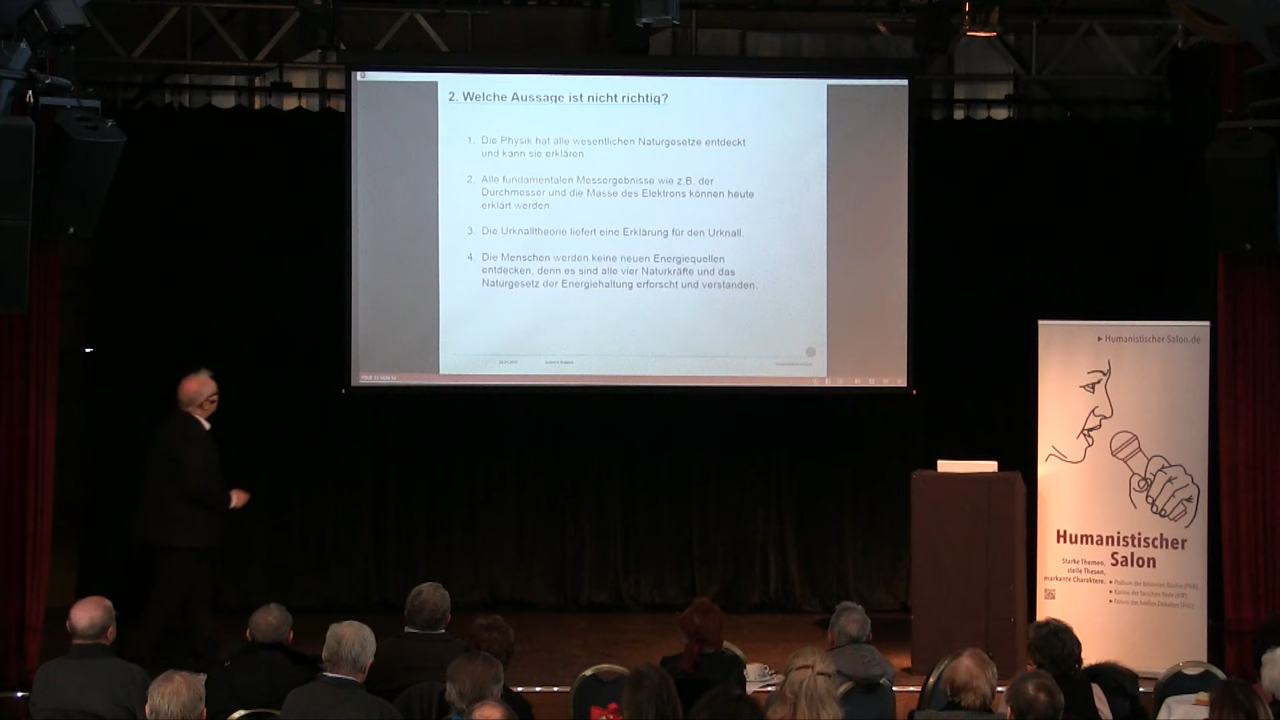 2. Welche Aussage ist nicht richtig?
1. Die Physik hat alle wesentlichen Naturgesetze entdeckt
und kann sie erklären
2. Alle fundamentalen Messergebnisse wie z.B. der
Durchmesser und die Masse des Elektrons können heute
erklärt werden.
3. Die Urknalltheorie liefert eine Erklärung für den Urknall.
4. Die Menschen werden keine neuen Energiequellen
entdecken, denn es sind alle vier Naturkräfte und das
Naturgesetz der Energiehaltung erforscht und verstanden.
▸ Humanistischer Salon.de
Humanistischer
Salon
Starke Themen,
steile Thesen,
markante Charaktere.